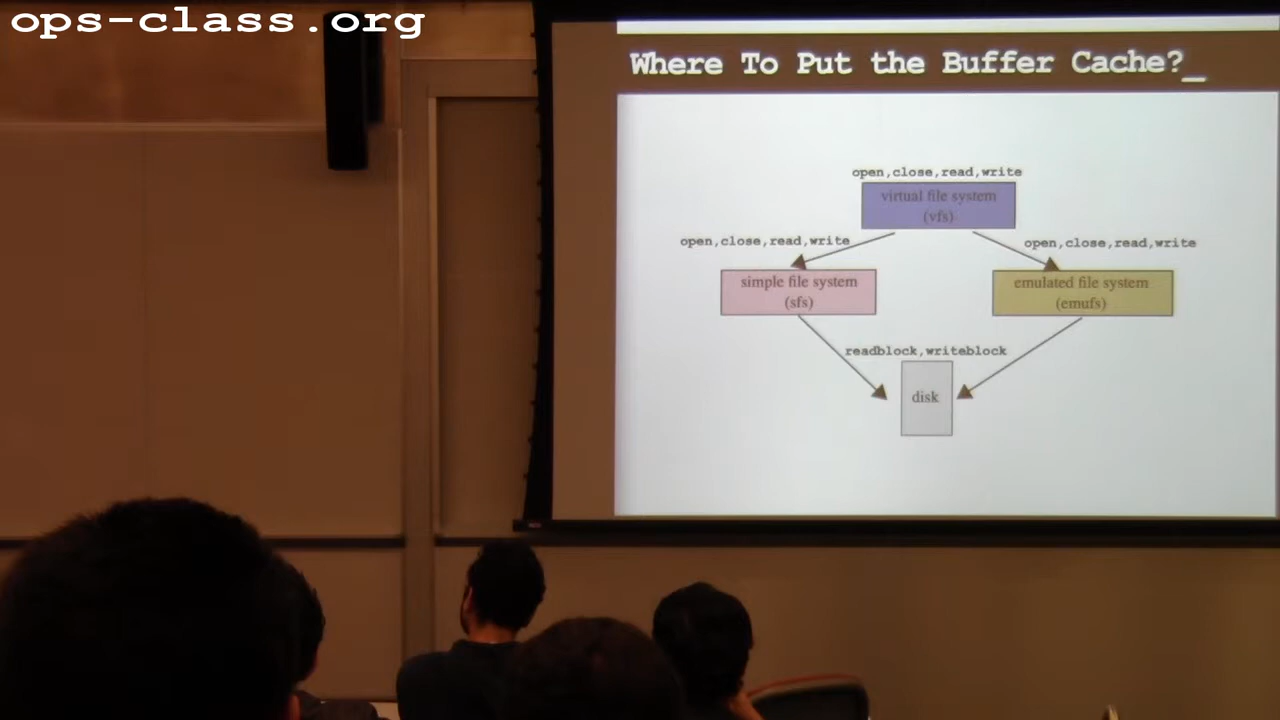 ops-class.org
Where To Put the Buffer Cache?_
open,close,read,write
virtual file system
(vfs)
open,close,read,write
open,close,read,write
simple file system
(sfs)
emulated file system
(emufs)
readblock,writeblock
disk